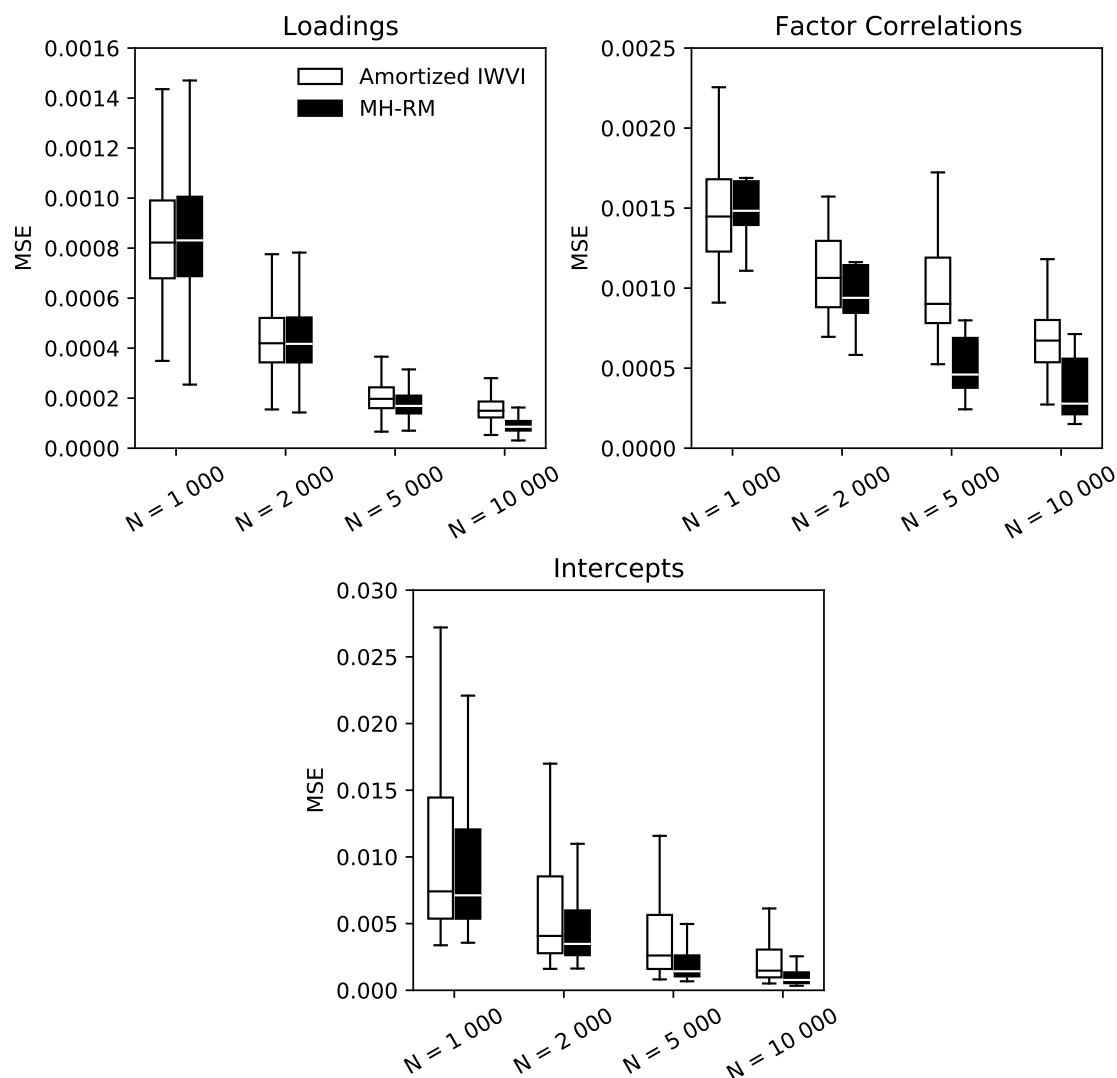 Loadings
0.0016
0.0014
0.0012
0.0010
0.0008
0.0006
0.0004
0.0002
0.0000
MSE
Amortized IWVI
MH-RM
N = 1 000
N = 2 000
N = 5 000
N = 10 000
Factor Correlations
0.0025
0.0020
0.0015
0.0010
0.0005
0.0000
MSE
N = 1 000
N = 2 000
N = 5 000
N = 10 000
Intercepts
0.030
0.025
0.020
0.015
0.010
0.005
0.000
MSE
N = 1 000
N = 2 000
N = 5 000
N = 10 000